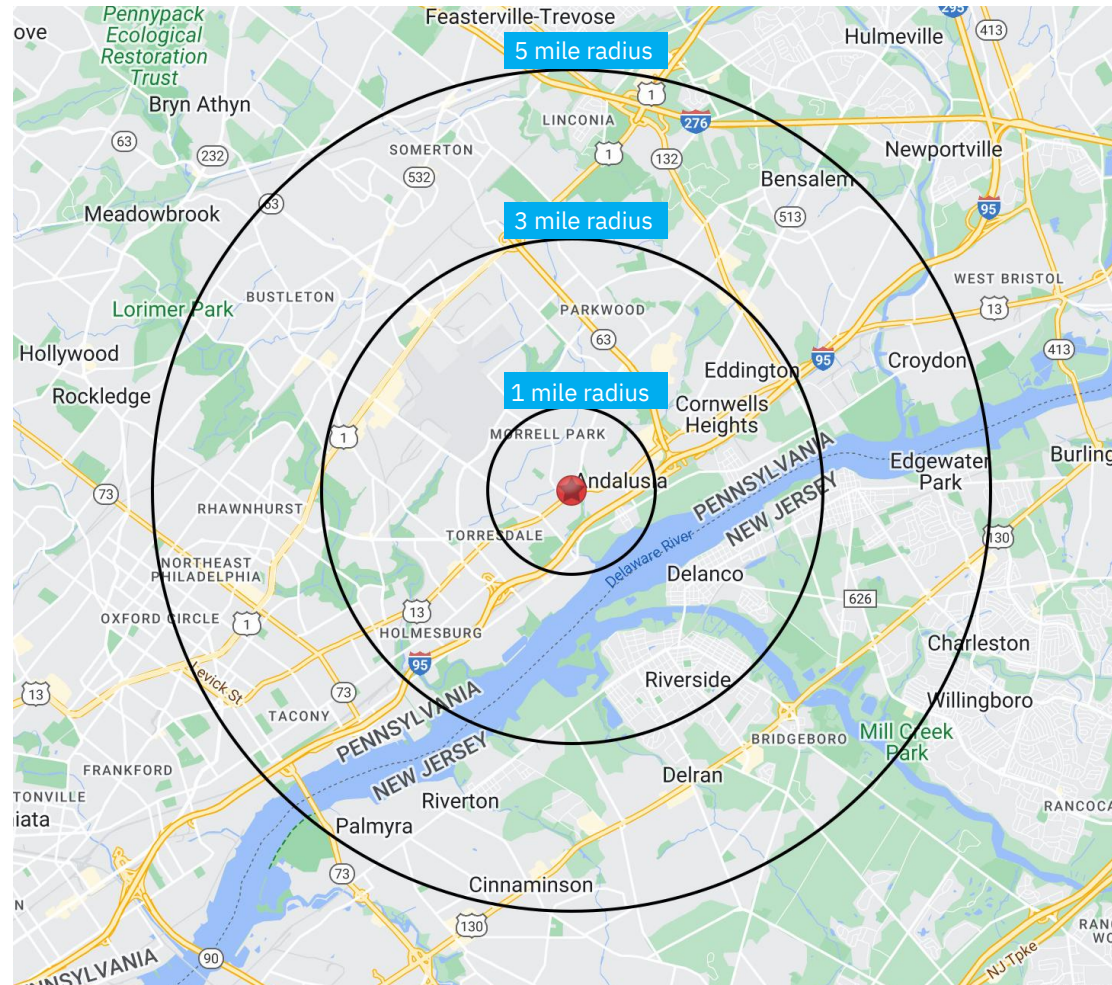 Pennypack
Ecological
Restoration
Trust
Feasterville-Trevose
295
413
Hulmeville
ove
5 mile radius
1
Bryn Athyn
LINCONIA
276
63
232
SOMERTON
1
132
Newportville
532
Bensalem
63
95
Meadowbrook
3 mile radius
513
BUSTLETON
WEST BRISTOL
Lorimer Park
PARKWOOD
13
63
413
Hollywood
95
Croydon
Eddington
Rockledge
1 mile radius
Cornwells
Heights
MORRELL PARK
1
PENNSYLVANIA
NEW JERSEY
Edgewater
Park
Burling
Andalusia
73
RHAWNHURST
TORRESDALE
130
Delaware River
NORTHEAST
PHILADELPHIA
Delanco
626
OXFORD CIRCLE
1
13
HOLMESBURG
Charleston
95
Levick St
Riverside
13
73
Willingboro
TACONY
PENNSYLVANIA
NEW JERSEY
BRIDGEBORO
Mill Creek
Park
FRANKFORD
Delran
TONVILLE
Riverton
RANCOCA
iata
Palmyra
73
Cinnaminson
N
130
RANC
WO
90
NNSYLVANIA
NJ Tpke